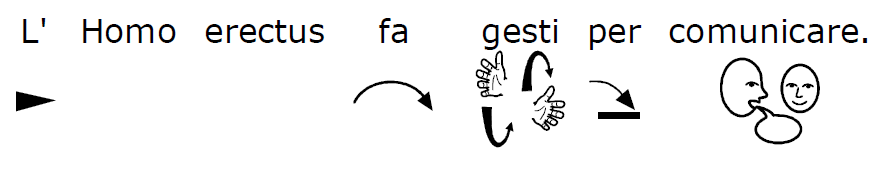 L' Homo erectus fa gesti per comunicare.